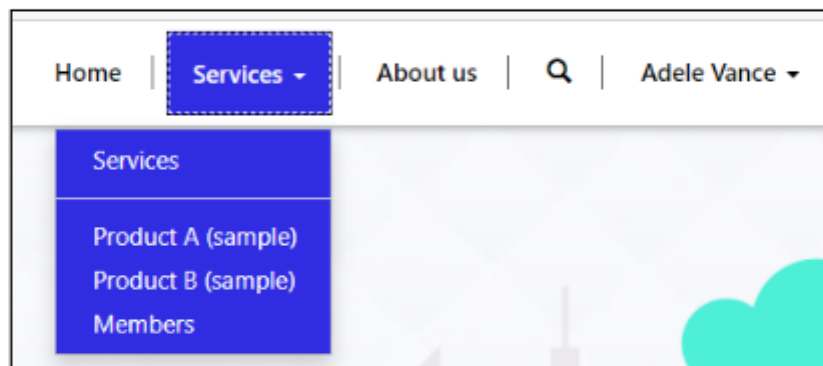 Home Services About us Adele Vance
Services
Product A (sample)
Product B (sample)
Members